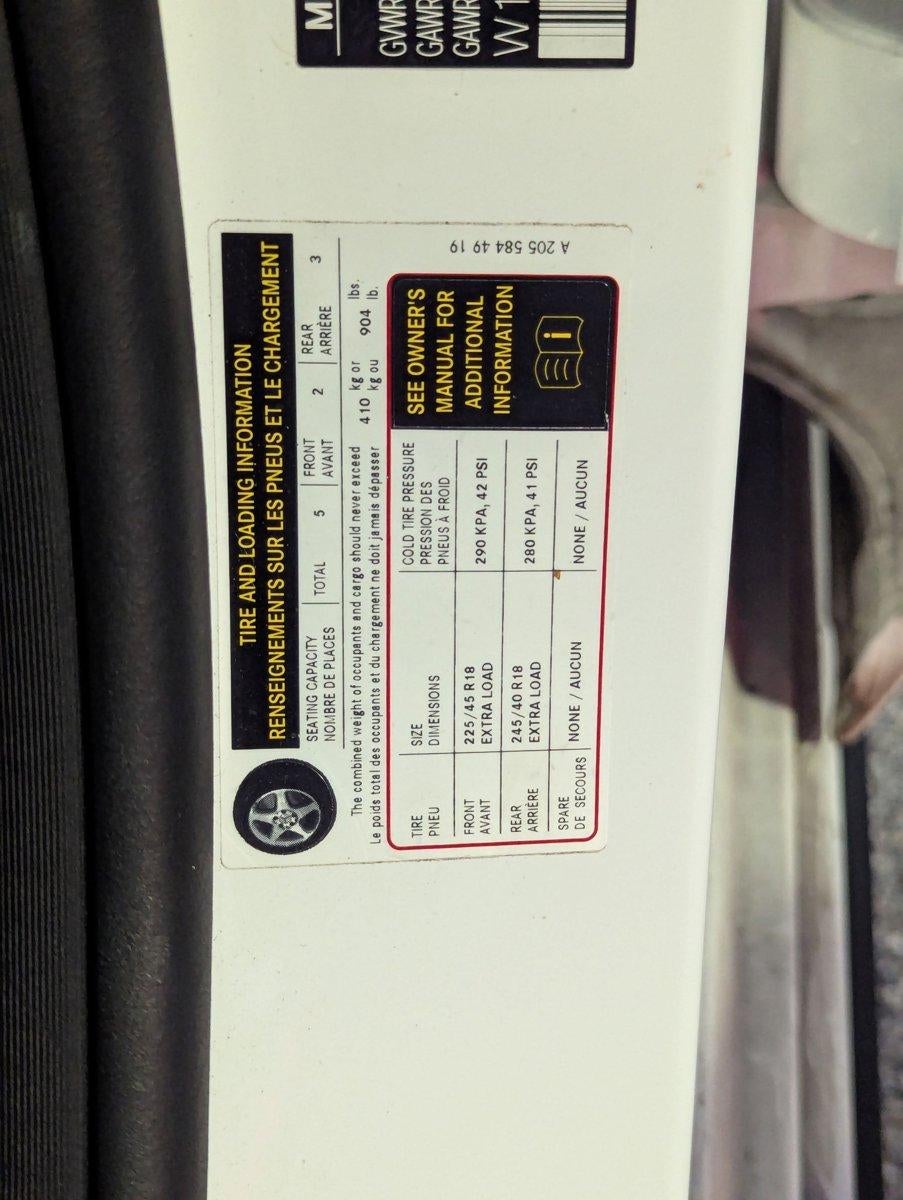 TIRE AND LOADING INFORMATION
RENSEIGNEMENTS SUR LES PNEUS ET LE CHARGEMENT
SEATING CAPACITY
NOMBRE DE PLACES
TOTAL 5
FRONT
AVANT
2
REAR
ARRIÈRE
3
The combined weight of occupants and cargo should never exceed 410 kg or 904 lbs.
Le poids total des occupants et du chargement ne doit jamais dépasser kg ou lb.
TIRE
PNEU
SIZE
DIMENSIONS
COLD TIRE PRESSURE
PRESSION DES
PNEUS À FROID
FRONT
AVANT
225/45 R18
EXTRA LOAD
290 KPA, 42 PSI
REAR
ARRIÈRE
245/40 R18
EXTRA LOAD
280 KPA, 41 PSI
SPARE
DE SECOURS
NONE / AUCUN
NONE / AUCUN
SEE OWNER'S
MANUAL FOR
ADDITIONAL
INFORMATION
i
A 205 584 49 19
M
GVWR
GAWR
GAWR
W 1